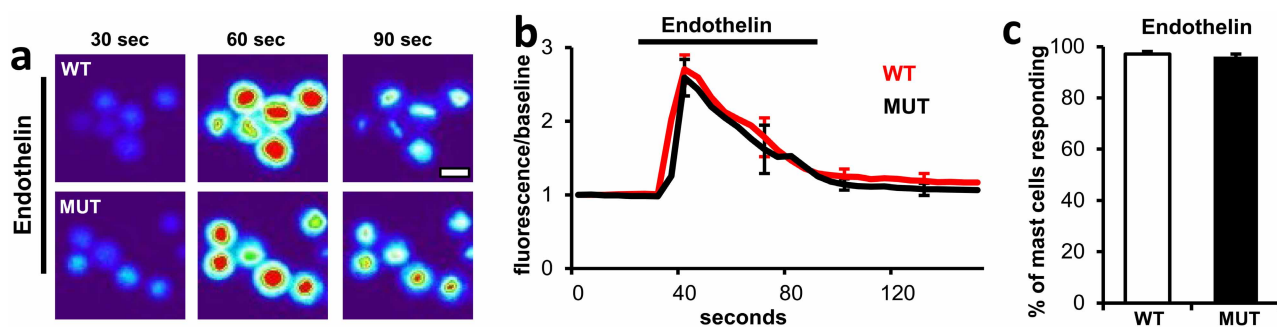 a
30 sec 60 sec 90 sec
Endothelin
WT
MUT
b
Endothelin
WT
MUT
fluorescence/baseline
3
2
1
0
0 40 80 120
seconds
c
Endothelin
% of mast cells responding
100
80
60
40
20
0
WT MUT